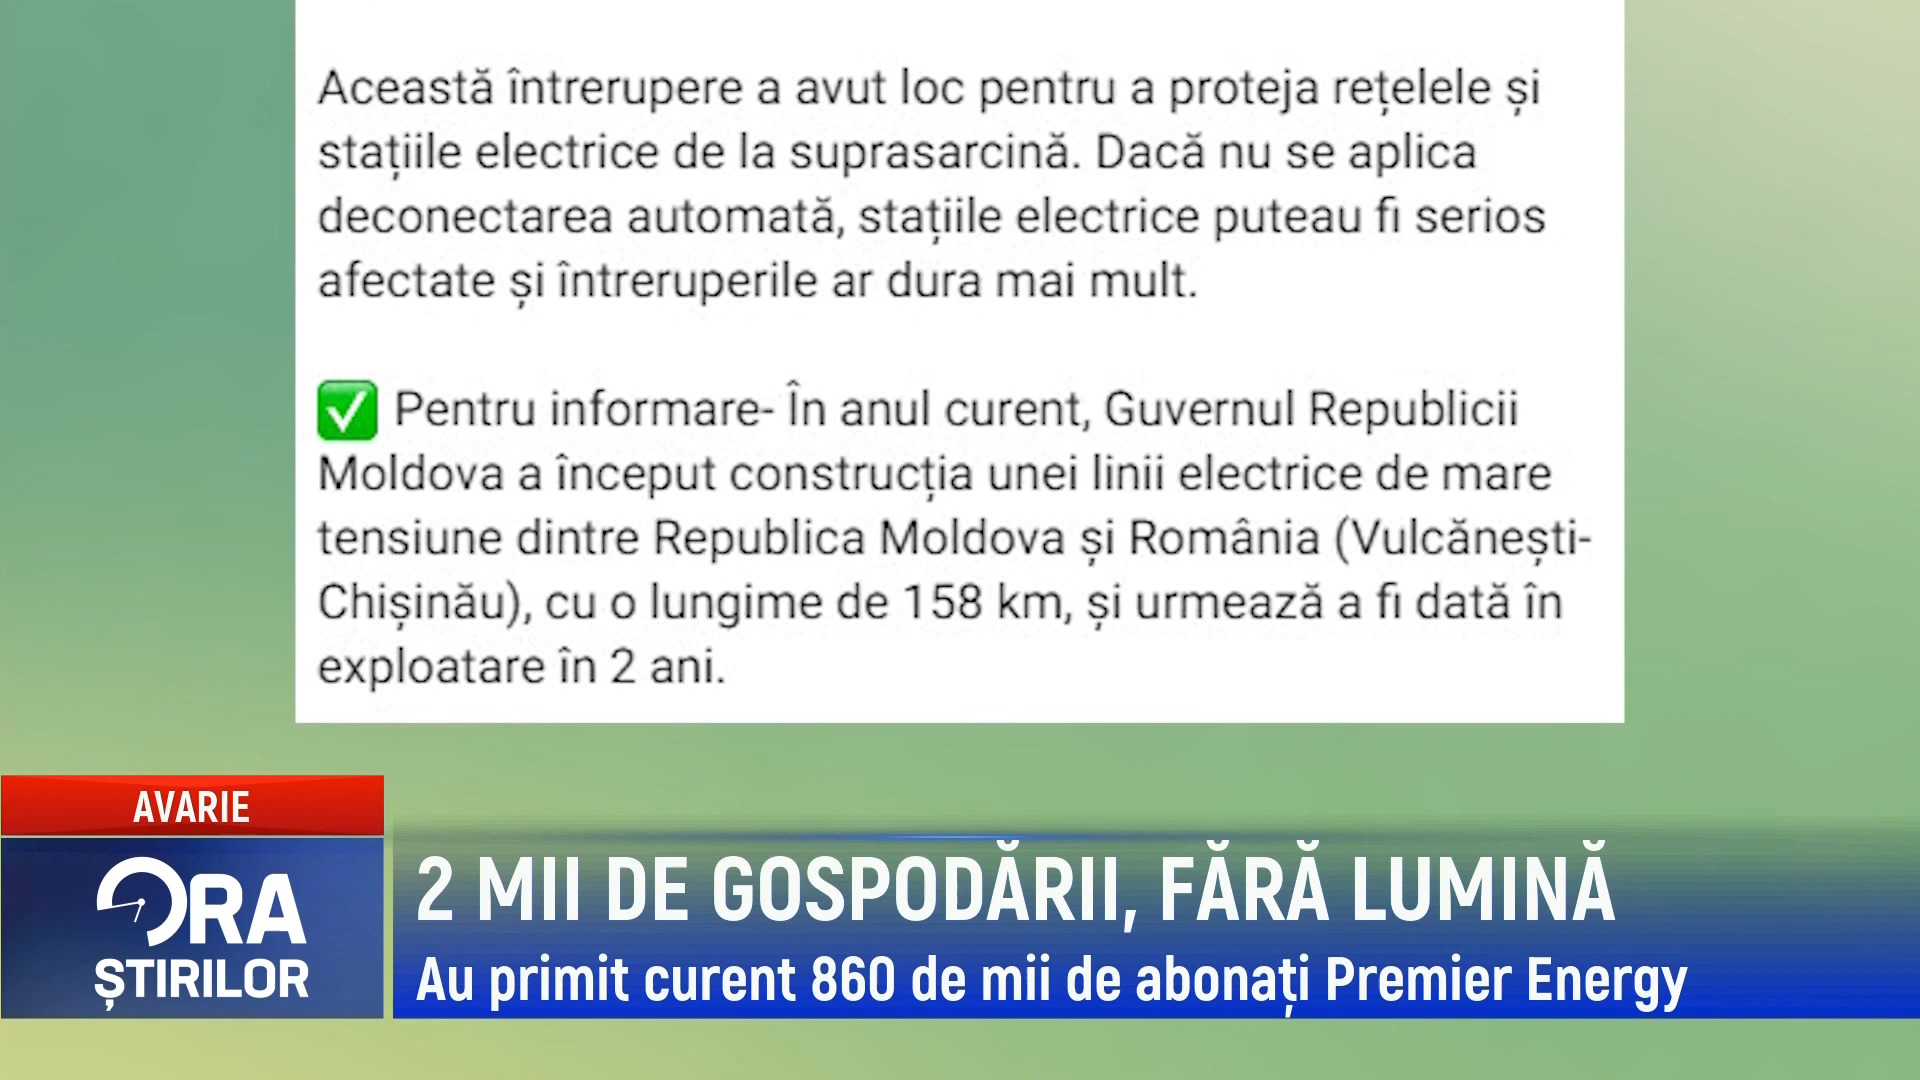 Această întrerupere a avut loc pentru a proteja rețelele și
stațiile electrice de la suprasarcină. Dacă nu se aplica
deconectarea automată, stațiile electrice puteau fi serios
afectate și întreruperile ar dura mai mult.
✅ Pentru informare- În anul curent, Guvernul Republicii
Moldova a început construcția unei linii electrice de mare
tensiune dintre Republica Moldova și România (Vulcănești-
Chișinău), cu o lungime de 158 km, și urmează a fi dată în
exploatare în 2 ani.
AVARIE
ORA
ȘTIRILOR
2 MII DE GOSPODĂRII, FĂRĂ LUMINĂ
Au primit curent 860 de mii de abonați Premier Energy